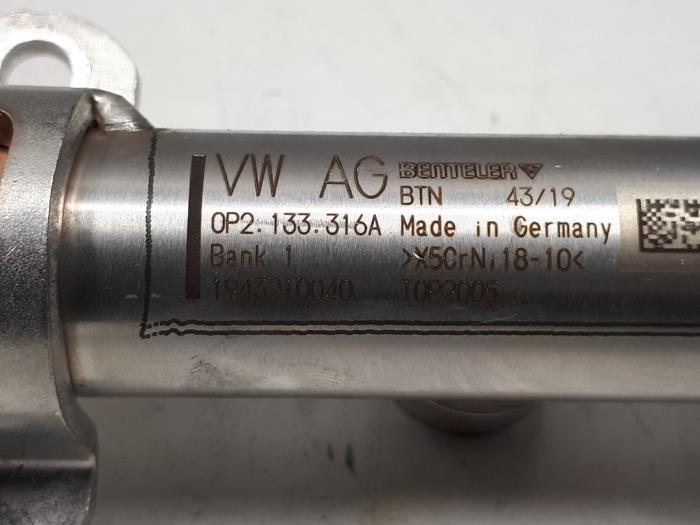 VW AG BENTELER
BTN 43/19
0P2.133.316A Made in Germany
Bank 1 >X5CrNi18-10<
1943210040 T0P2005